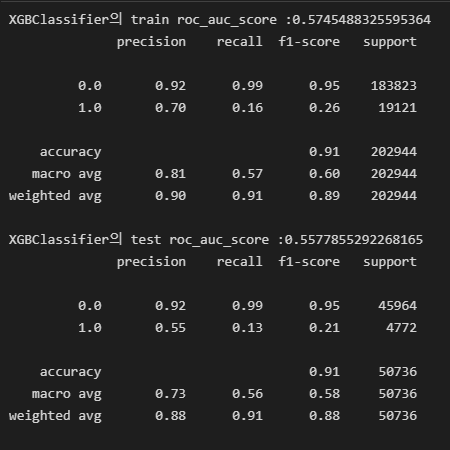 XGBClassifier의 train roc_auc_score :0.5745488325595364
precision recall f1-score support
0.0 0.92 0.99 0.95 183823
1.0 0.70 0.16 0.26 19121
accuracy 0.91 202944
macro avg 0.81 0.57 0.60 202944
weighted avg 0.90 0.91 0.89 202944
XGBClassifier의 test roc_auc_score :0.5577855292268165
precision recall f1-score support
0.0 0.92 0.99 0.95 45964
1.0 0.55 0.13 0.21 4772
accuracy 0.91 50736
macro avg 0.73 0.56 0.58 50736
weighted avg 0.88 0.91 0.88 50736